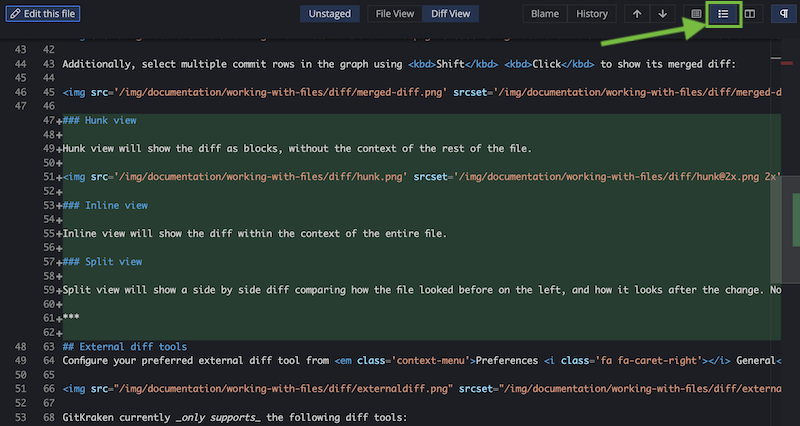 Edit this file Unstaged File View Diff View Blame History
43 42
44 43 Additionally, select multiple commit rows in the graph using <kbd>Shift</kbd> <kbd>Click</kbd> to show its merged diff:
45 44
46 45 <img src='/img/documentation/working-with-files/diff/merged-diff.png' srcset='/img/documentation/working-with-files/diff/merged-d
47 46
47+### Hunk view
48+
49+Hunk view will show the diff as blocks, without the context of the rest of the file.
50+
51+<img src='/img/documentation/working-with-files/diff/hunk.png' srcset='/img/documentation/working-with-files/diff/hunk@2x.png 2x'
52+
53+### Inline view
54+
55+Inline view will show the diff within the context of the entire file.
56+
57+### Split view
58+
59+Split view will show a side by side diff comparing how the file looked before on the left, and how it looks after the change. No
60+
61+***
62+
48 63 ## External diff tools
49 64 Configure your preferred external diff tool from <em class='context-menu'>Preferences <i class='fa fa-caret-right'></i> General<
50 65
51 66 <img src="/img/documentation/working-with-files/diff/externaldiff.png" srcset="/img/documentation/working-with-files/diff/externa
52 67
53 68 GitKraken currently _only supports_ the following diff tools: